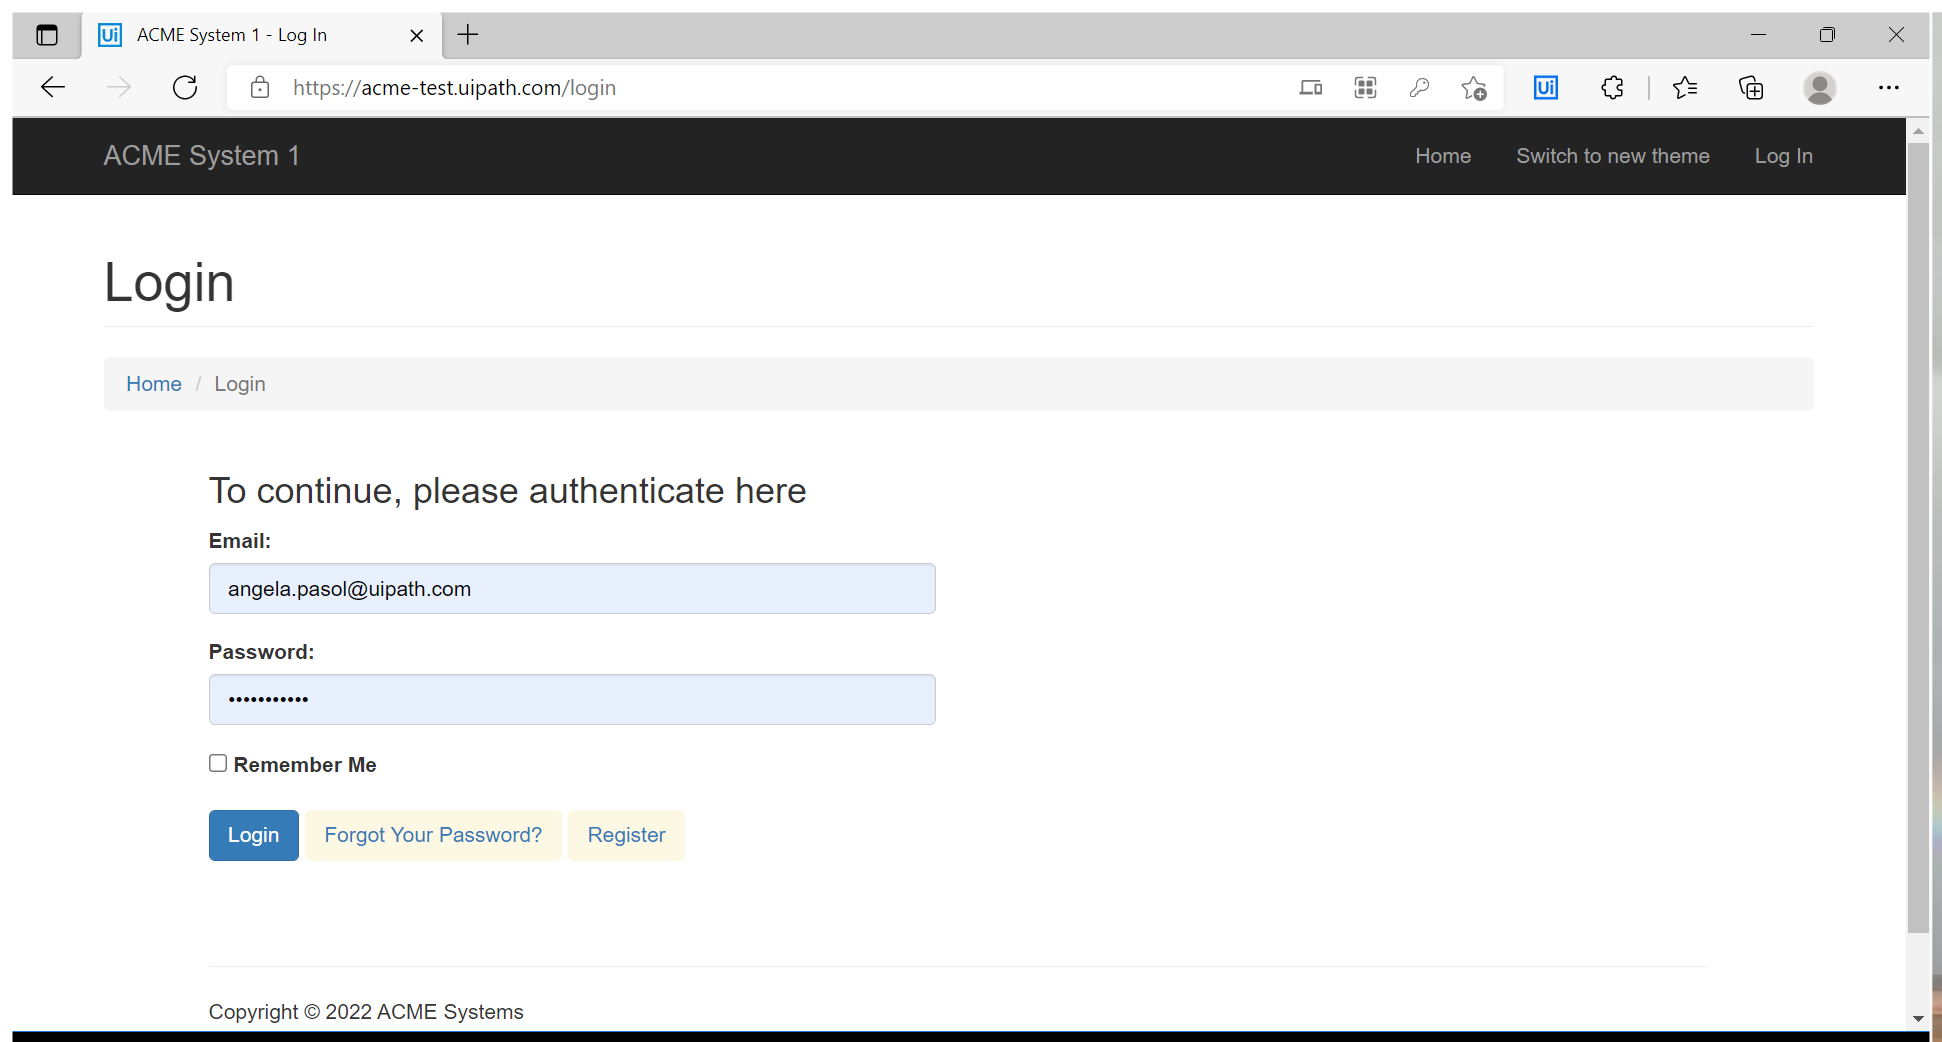 Ui ACME System 1 - Log In
https://acme-test.uipath.com/login
Ui
ACME System 1 Home Switch to new theme Log In
Login
Home / Login
To continue, please authenticate here
Email:
angela.pasol@uipath.com
Password:
•••••••••••
Remember Me
Login Forgot Your Password? Register
Copyright © 2022 ACME Systems